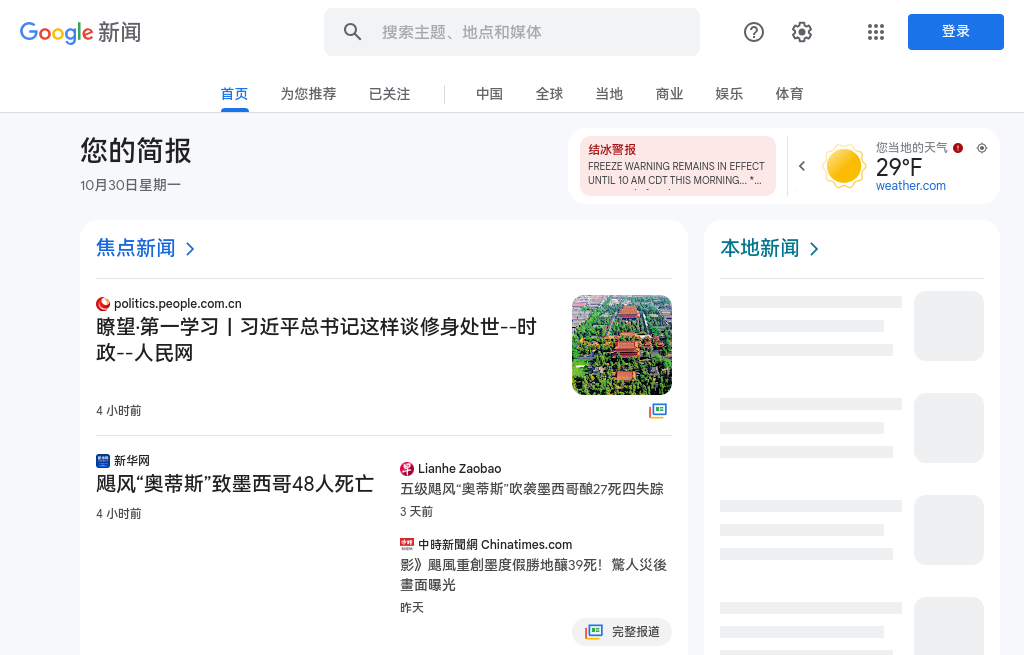 Google 新闻
搜索主题、地点和媒体
登录
首页
为您推荐
已关注
中国
全球
当地
商业
娱乐
体育
您的简报
10月30日星期一
结冰警报
FREEZE WARNING REMAINS IN EFFECT
UNTIL 10 AM CDT THIS MORNING... *…
您当地的天气
29°F
weather.com
焦点新闻
politics.people.com.cn
瞭望·第一学习丨习近平总书记这样谈修身处世--时
政--人民网
4 小时前
新华网
飓风“奥蒂斯”致墨西哥48人死亡
4 小时前
Lianhe Zaobao
五级飓风“奥蒂斯”吹袭墨西哥酿27死四失踪
3 天前
中時新聞網 Chinatimes.com
影》颶風重創墨度假勝地釀39死！驚人災後
畫面曝光
昨天
完整报道
本地新闻